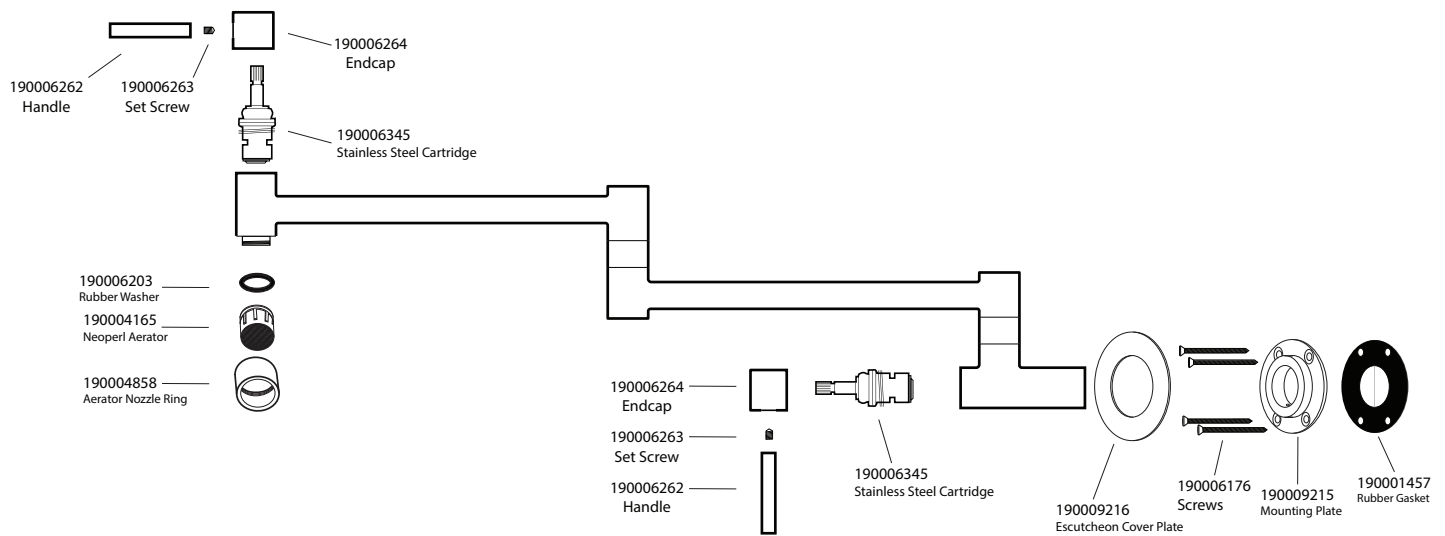 190006264
Endcap
190006262
Handle
190006263
Set Screw
190006345
Stainless Steel Cartridge
190006203
Rubber Washer
190004165
Neoperl Aerator
190004858
Aerator Nozzle Ring
190006264
Endcap
190006263
Set Screw
190006262
Handle
190006345
Stainless Steel Cartridge
190009216
Escutcheon Cover Plate
190006176
Screws
190009215
Mounting Plate
190001457
Rubber Gasket